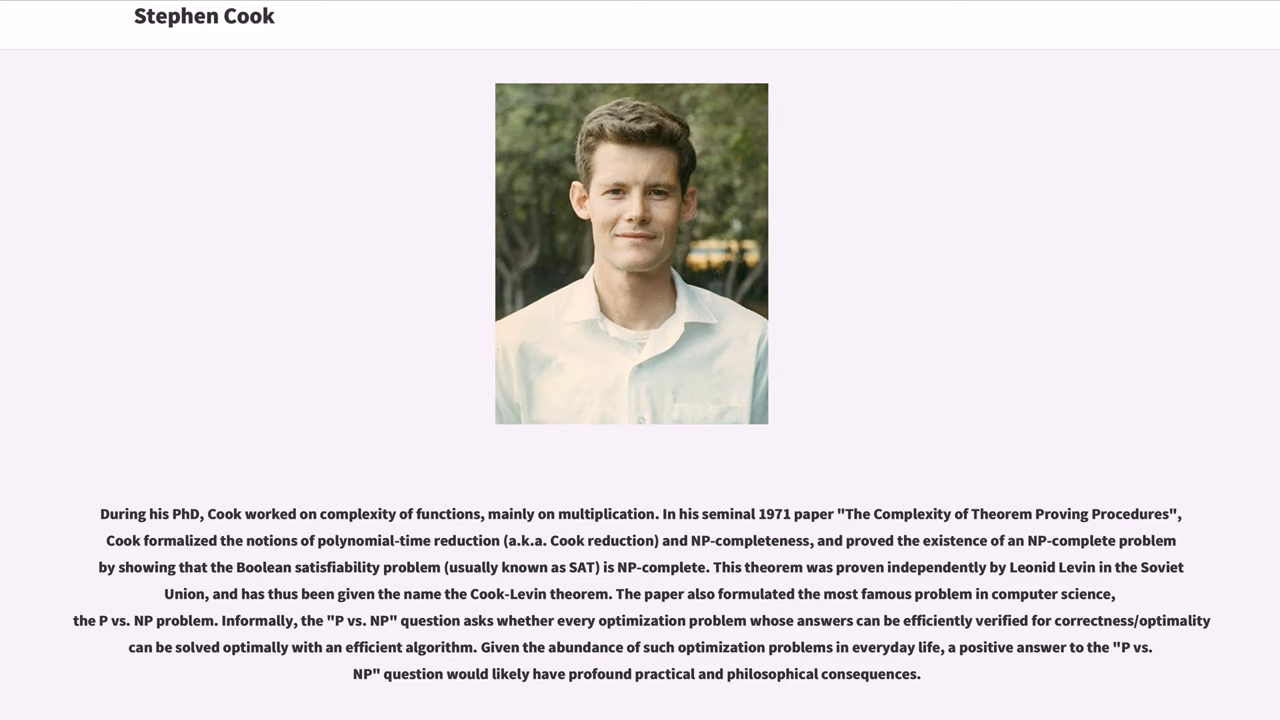 Stephen Cook
During his PhD, Cook worked on complexity of functions, mainly on multiplication. In his seminal 1971 paper "The Complexity of Theorem Proving Procedures",
Cook formalized the notions of polynomial-time reduction (a.k.a. Cook reduction) and NP-completeness, and proved the existence of an NP-complete problem
by showing that the Boolean satisfiability problem (usually known as SAT) is NP-complete. This theorem was proven independently by Leonid Levin in the Soviet
Union, and has thus been given the name the Cook-Levin theorem. The paper also formulated the most famous problem in computer science,
the P vs. NP problem. Informally, the "P vs. NP" question asks whether every optimization problem whose answers can be efficiently verified for correctness/optimality
can be solved optimally with an efficient algorithm. Given the abundance of such optimization problems in everyday life, a positive answer to the "P vs.
NP" question would likely have profound practical and philosophical consequences.